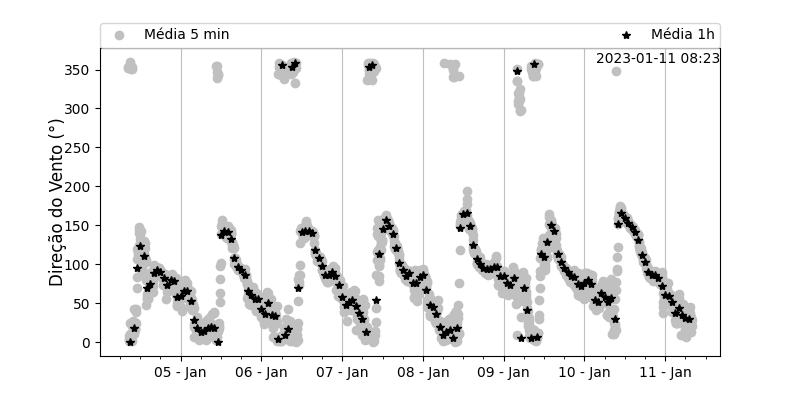 Média 5 min
Média 1h
2023-01-11 08:23
Direção do Vento (°)
350
300
250
200
150
100
50
0
05 - Jan
06 - Jan
07 - Jan
08 - Jan
09 - Jan
10 - Jan
11 - Jan